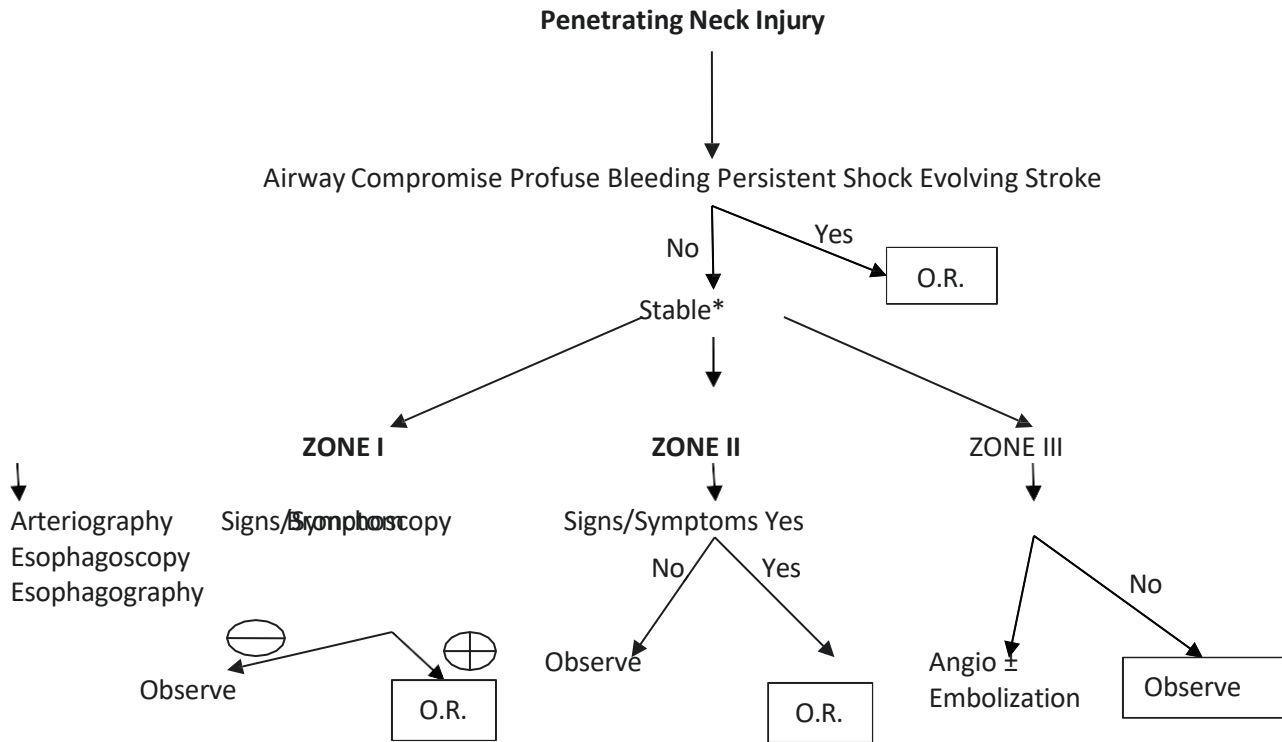 Penetrating Neck Injury
Airway Compromise Profuse Bleeding Persistent Shock Evolving Stroke
No
Yes
O.R.
Stable*
ZONE I
ZONE II
ZONE III
Arteriography
Esophagoscopy
Esophagography
Signs/Symptoms Yes
No
Yes
No
Observe
O.R.
Observe
O.R.
Angio ±
Embolization
Observe